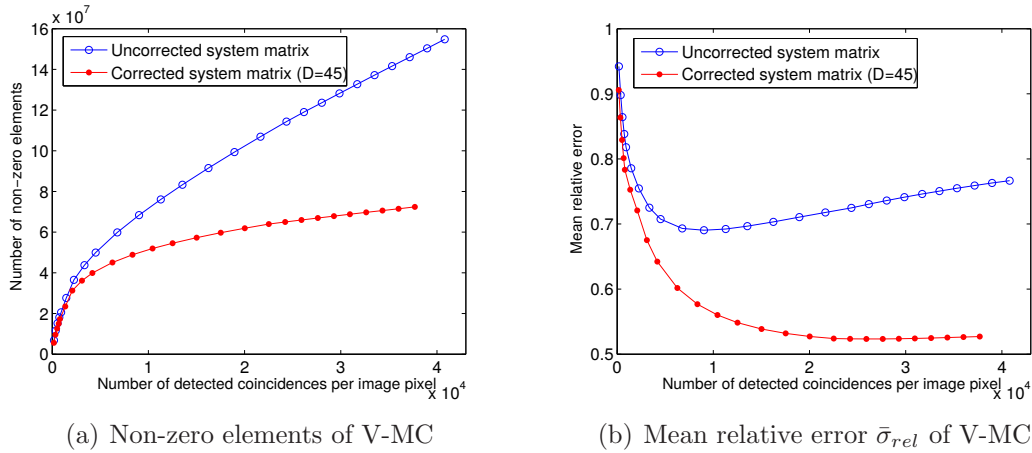 x 10^7
16
14
12
10
8
6
4
2
0
Number of non-zero elements
Uncorrected system matrix
Corrected system matrix (D=45)
0 1 2 3 4
Number of detected coincidences per image pixel
x 10^4
(a) Non-zero elements of V-MC
1
0.9
0.8
0.7
0.6
0.5
Mean relative error
Uncorrected system matrix
Corrected system matrix (D=45)
0 1 2 3 4
Number of detected coincidences per image pixel
x 10^4
(b) Mean relative error σ̄_rel of V-MC